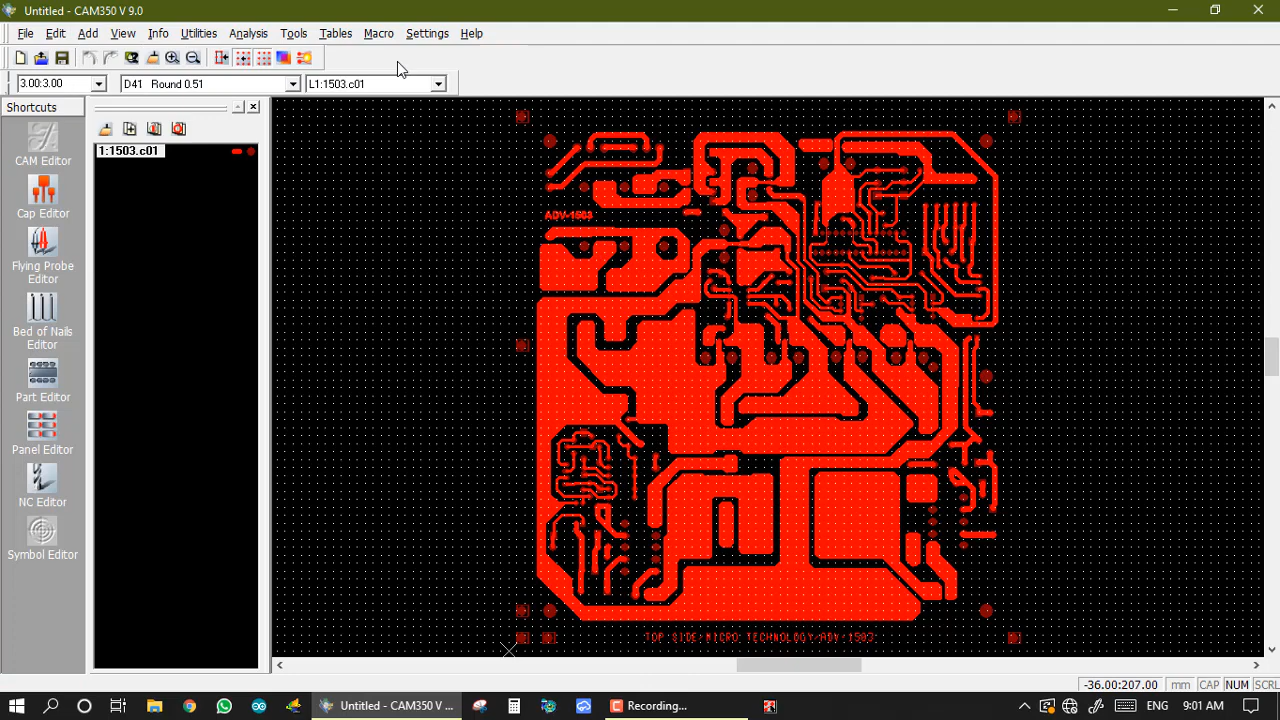 Untitled - CAM350 V 9.0
File Edit Add View Info Utilities Analysis Tools Tables Macro Settings Help
3.00:3.00 D41 Round 0.51 L1:1503.c01
Shortcuts
1:1503.c01
CAM Editor
Cap Editor
Flying Probe
Editor
Bed of Nails
Editor
Part Editor
Panel Editor
NC Editor
Symbol Editor
ADV-1503
TOP SIDE:MICRO TECHNOLOGY-ADV-1503
-36.00:207.00 mm CAP NUM SCRL
Untitled - CAM350 V ... Recording... ENG 9:01 AM